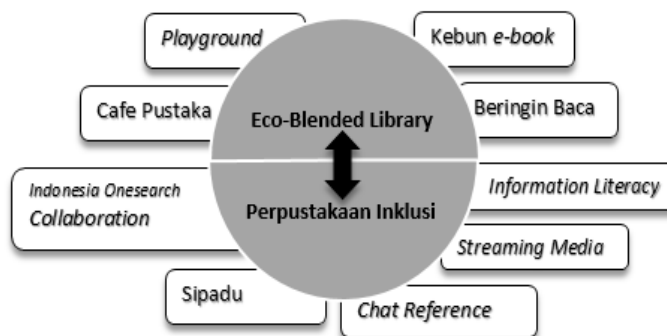 Playground
Kebun e-book
Cafe Pustaka
Beringin Baca
Eco-Blended Library
Indonesia Onesearch
Collaboration
Information Literacy
Perpustakaan Inklusi
Streaming Media
Sipadu
Chat Reference